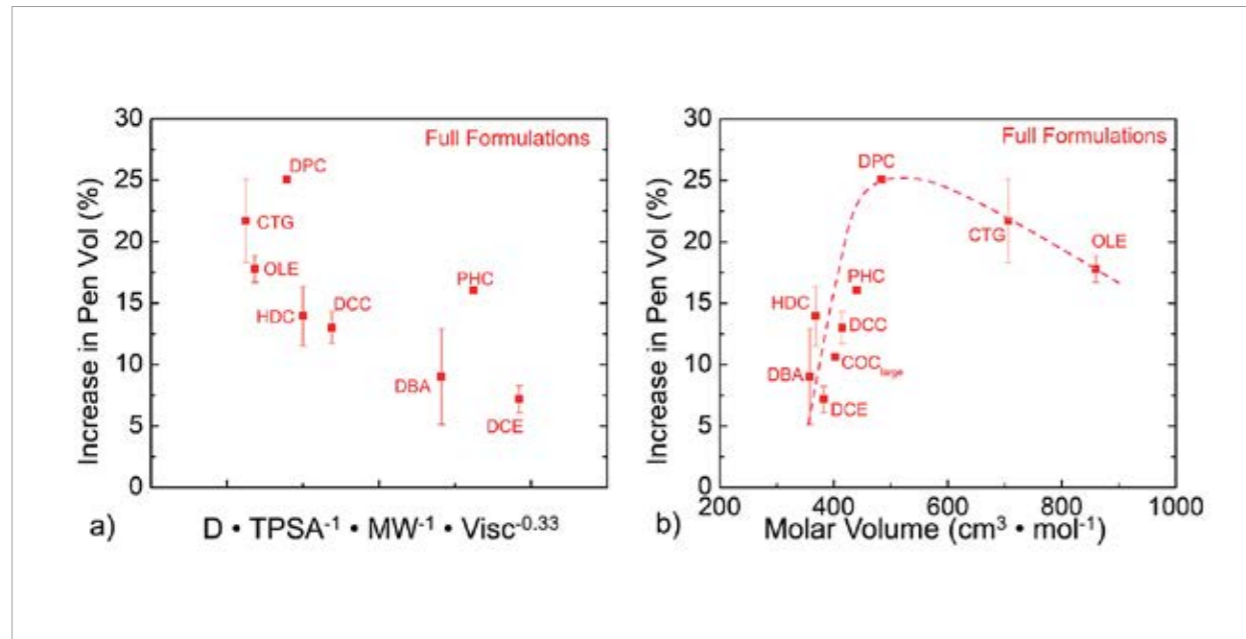 30
25
20
15
10
5
0
Increase in Pen Vol (%)
Full Formulations
DPC
CTG
OLE
PHC
HDC
DCC
DBA
DCE
a)
D • TPSA⁻¹ • MW⁻¹ • Visc⁻⁰·³³
30
25
20
15
10
5
0
Increase in Pen Vol (%)
Full Formulations
DPC
CTG
OLE
PHC
HDC
DCC
COC large
DBA
DCE
200
400
600
800
1000
b)
Molar Volume (cm³ • mol⁻¹)